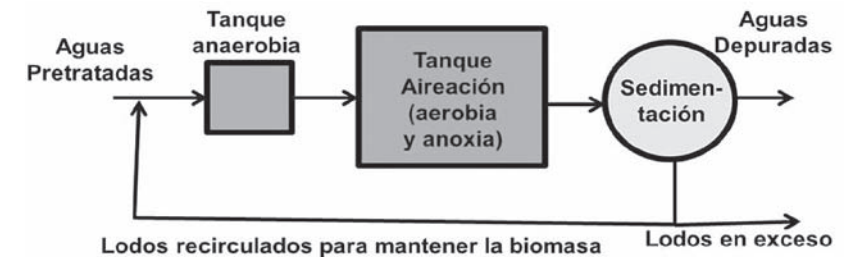 Aguas
Pretratadas
Tanque
anaerobia
Tanque
Aireación
(aerobia
y anoxia)
Sedimen-
tación
Aguas
Depuradas
Lodos recirculados para mantener la biomasa
Lodos en exceso